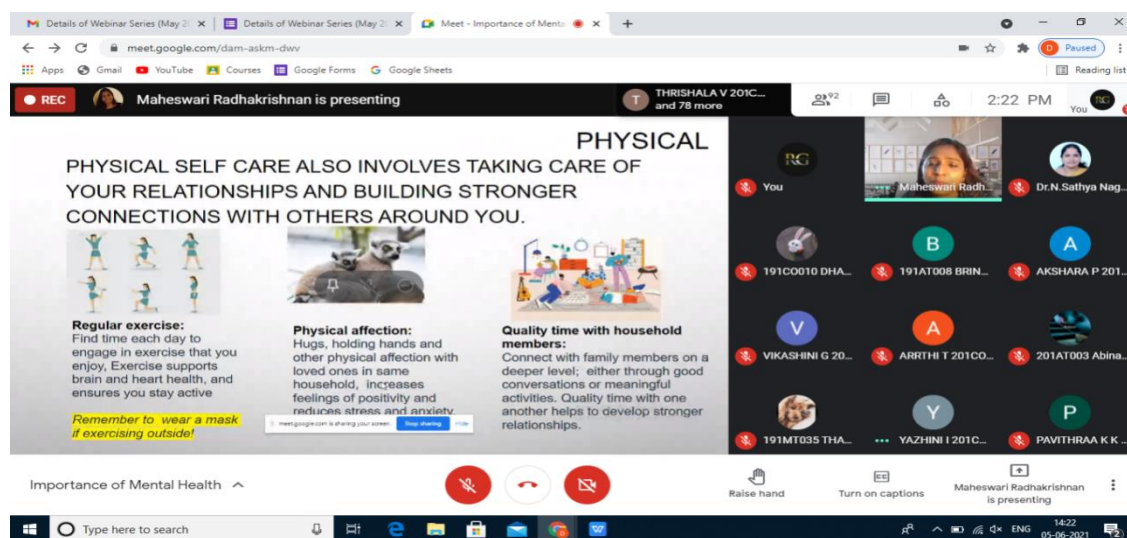 Details of Webinar Series (May 2
Details of Webinar Series (May 2
Meet - Importance of Menta
meet.google.com/dam-askm-dwv
D Paused
Apps Gmail YouTube Courses Google Forms Google Sheets
Reading list
REC Maheswari Radhakrishnan is presenting
T THRISHALA V 201C...
and 78 more
92
2:22 PM
You
RG
PHYSICAL
PHYSICAL SELF CARE ALSO INVOLVES TAKING CARE OF
YOUR RELATIONSHIPS AND BUILDING STRONGER
CONNECTIONS WITH OTHERS AROUND YOU.
Regular exercise:
Find time each day to
engage in exercise that you
enjoy, Exercise supports
brain and heart health, and
ensures you stay active
Remember to wear a mask
if exercising outside!
Physical affection:
Hugs, holding hands and
other physical affection with
loved ones in same
household, increases
feelings of positivity and
reduces stress and anxiety.
meet.google.com is sharing your screen. Stop sharing Hide
Quality time with household
members:
Connect with family members on a
deeper level; either through good
conversations or meaningful
activities. Quality time with one
another helps to develop stronger
relationships.
RG
You
Maheswari Radh...
Dr.N.Sathya Nag...
B
A
191CO010 DHA...
191AT008 BRIN...
AKSHARA P 201...
V
A
VIKASHINI G 20...
ARRTHI T 201CO...
201AT003 Abina...
Y
P
191MT035 THA...
YAZHINI I 201C...
PAVITHRAA K K ...
Importance of Mental Health
Raise hand
CC
Turn on captions
Maheswari Radhakrishnan
is presenting
Type here to search
ENG
14:22
05-06-2021